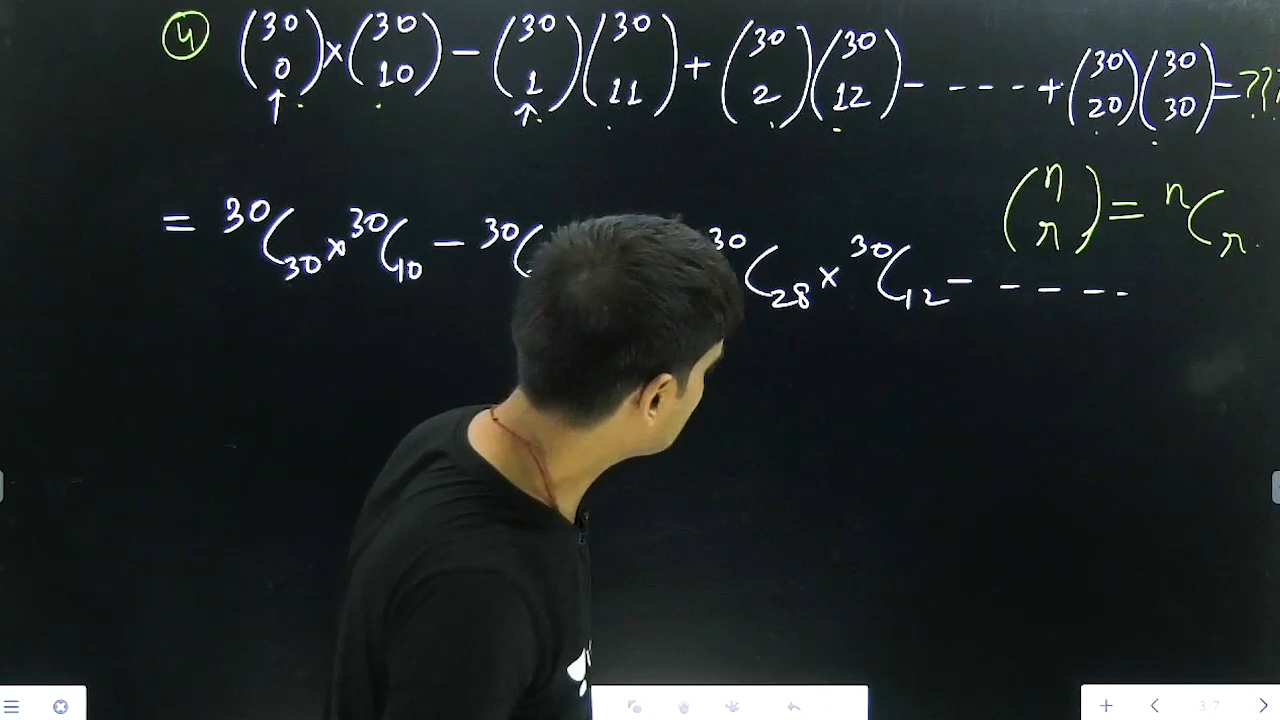 4 (30 0) × (30 10) - (30 1) (30 11) + (30 2) (30 12) - - - - - + (30 20) (30 30) = ???
(n r) = ⁿCᵣ
= ³⁰C₃₀ × ³⁰C₁₀ - ³⁰C ³⁰C₂₈ × ³⁰C₁₂ - - - - -
37